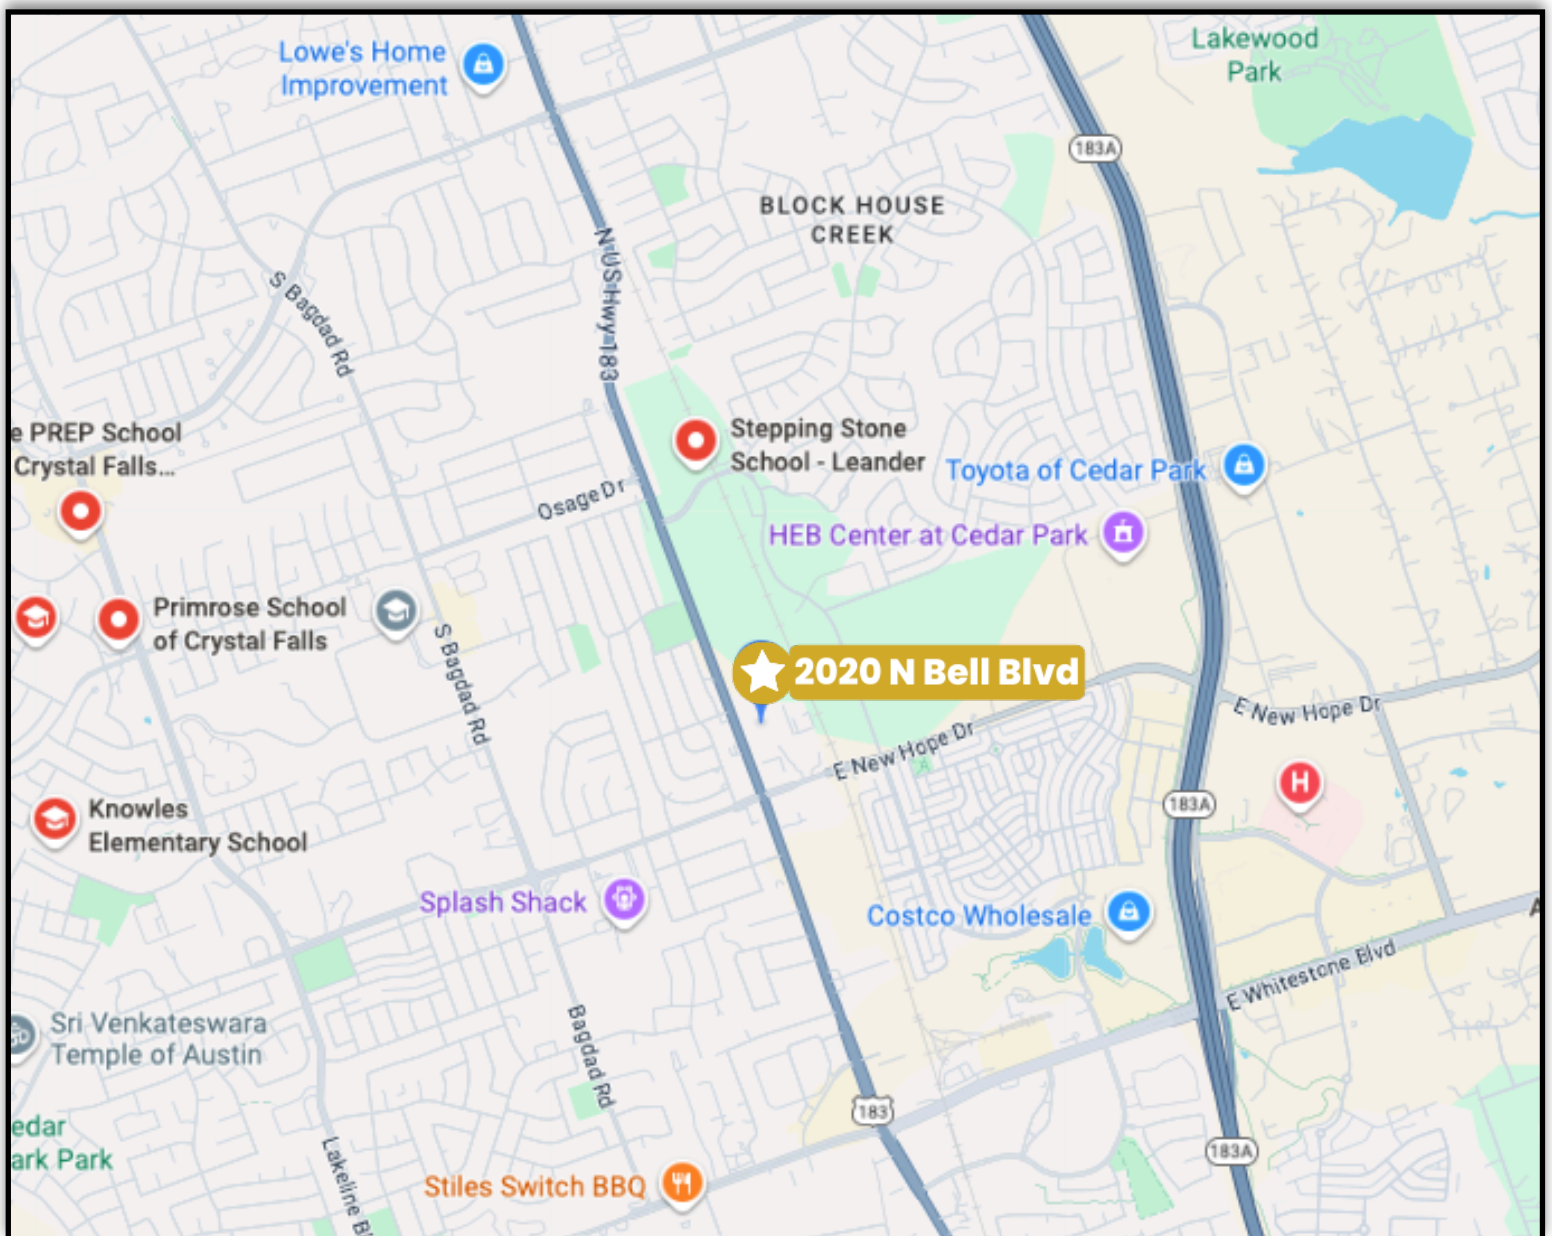 Lowe's Home
Improvement
Lakewood
Park
183A
BLOCK HOUSE
CREEK
N US Hwy 183
S Bagdad Rd
e PREP School
Crystal Falls...
Stepping Stone
School - Leander
Toyota of Cedar Park
Osage Dr
HEB Center at Cedar Park
Primrose School
of Crystal Falls
S Bagdad Rd
2020 N Bell Blvd
E New Hope Dr
E New Hope Dr
H
183A
Knowles
Elementary School
Splash Shack
Costco Wholesale
A
E Whitestone Blvd
Sri Venkateswara
Temple of Austin
Bagdad Rd
183
edar
ark Park
183A
Lakeline Bl
Stiles Switch BBQ